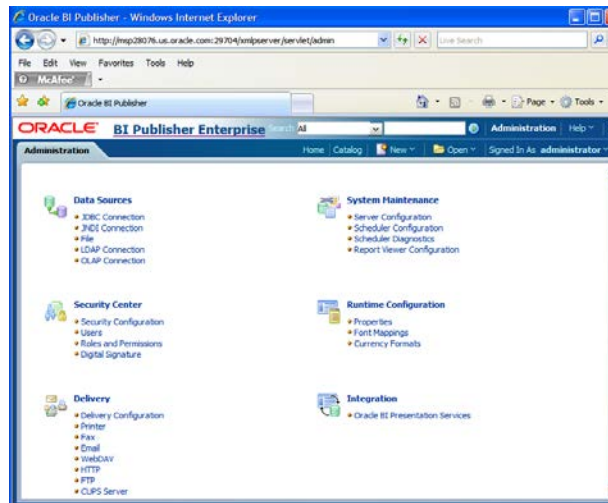 Oracle BI Publisher - Windows Internet Explorer
http://msp28076.us.oracle.com:29704/xmlpserver/servlet/admin
Live Search
File Edit View Favorites Tools Help
McAfee
Oracle BI Publisher
Page Tools
ORACLE BI Publisher Enterprise Search All Administration Help
Administration Home Catalog New Open Signed In As administrator
Data Sources
JDBC Connection
JNDI Connection
File
LDAP Connection
OLAP Connection
System Maintenance
Server Configuration
Scheduler Configuration
Scheduler Diagnostics
Report Viewer Configuration
Security Center
Security Configuration
Users
Roles and Permissions
Digital Signature
Runtime Configuration
Properties
Font Mappings
Currency Formats
Delivery
Delivery Configuration
Printer
Fax
Email
WebDAV
HTTP
FTP
CUPS Server
Integration
Oracle BI Presentation Services